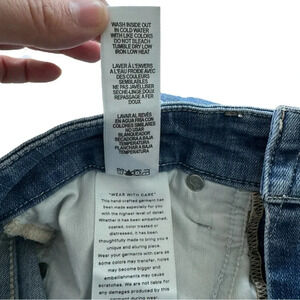 WASH INSIDE OUT
IN COLD WATER
WITH LIKE COLORS
DO NOT BLEACH
TUMBLE DRY LOW
IRON LOW HEAT
LAVER À L'ENVERS
A L'EAU FROIDE AVEC
DES COULEURS
SEMBLABLES
NE PAS JAVELLISER
SÉCHE-LINGE DOUX
REPASSAGE A FER
DOUX
LAVAR AL REVÉS
EN AGUA FRIA CON
COLORES SIMILARES
NO USAR
BLANQUEADOR
SECADORA A BAJA
TEMPERATURA
PLANCHAR A BAJA
TEMPERATURA
"WEAR WITH CARE"
This hand crafted garment can
been made especially for you
with the highest level of detail.
Whether it has been embellished,
coated, color treated or
distressed, it has been
thoughtfully made to bring you a
unique and alluring piece.
Wear your garments with care as
some colors may transfer, holes
may become bigger and
embellishments may cause
scratches. We are not liable for
any damages produced by this